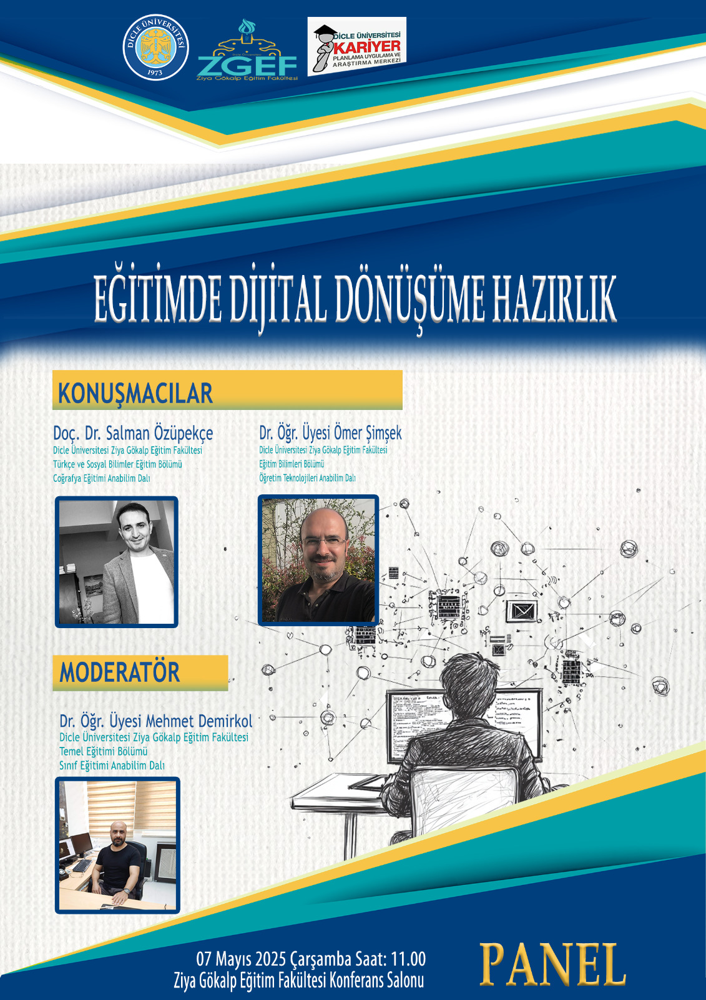 DİCLE ÜNİVERSİTESİ
1973
Dicle Üniversitesi
ZGEF
Ziya Gökalp Eğitim Fakültesi
DİCLE ÜNİVERSİTESİ
KARİYER
PLANLAMA UYGULAMA VE
ARAŞTIRMA MERKEZİ
EĞİTİMDE DİJİTAL DÖNÜŞÜME HAZIRLIK
KONUŞMACILAR
Doç. Dr. Salman Özüpekçe
Dicle Üniversitesi Ziya Gökalp Eğitim Fakültesi
Türkçe ve Sosyal Bilimler Eğitim Bölümü
Coğrafya Eğitimi Anabilim Dalı
Dr. Öğr. Üyesi Ömer Şimşek
Dicle Üniversitesi Ziya Gökalp Eğitim Fakültesi
Eğitim Bilimleri Bölümü
Öğretim Teknolojileri Anabilim Dalı
MODERATÖR
Dr. Öğr. Üyesi Mehmet Demirkol
Dicle Üniversitesi Ziya Gökalp Eğitim Fakültesi
Temel Eğitimi Bölümü
Sınıf Eğitimi Anabilim Dalı
07 Mayıs 2025 Çarşamba Saat: 11.00
Ziya Gökalp Eğitim Fakültesi Konferans Salonu
PANEL